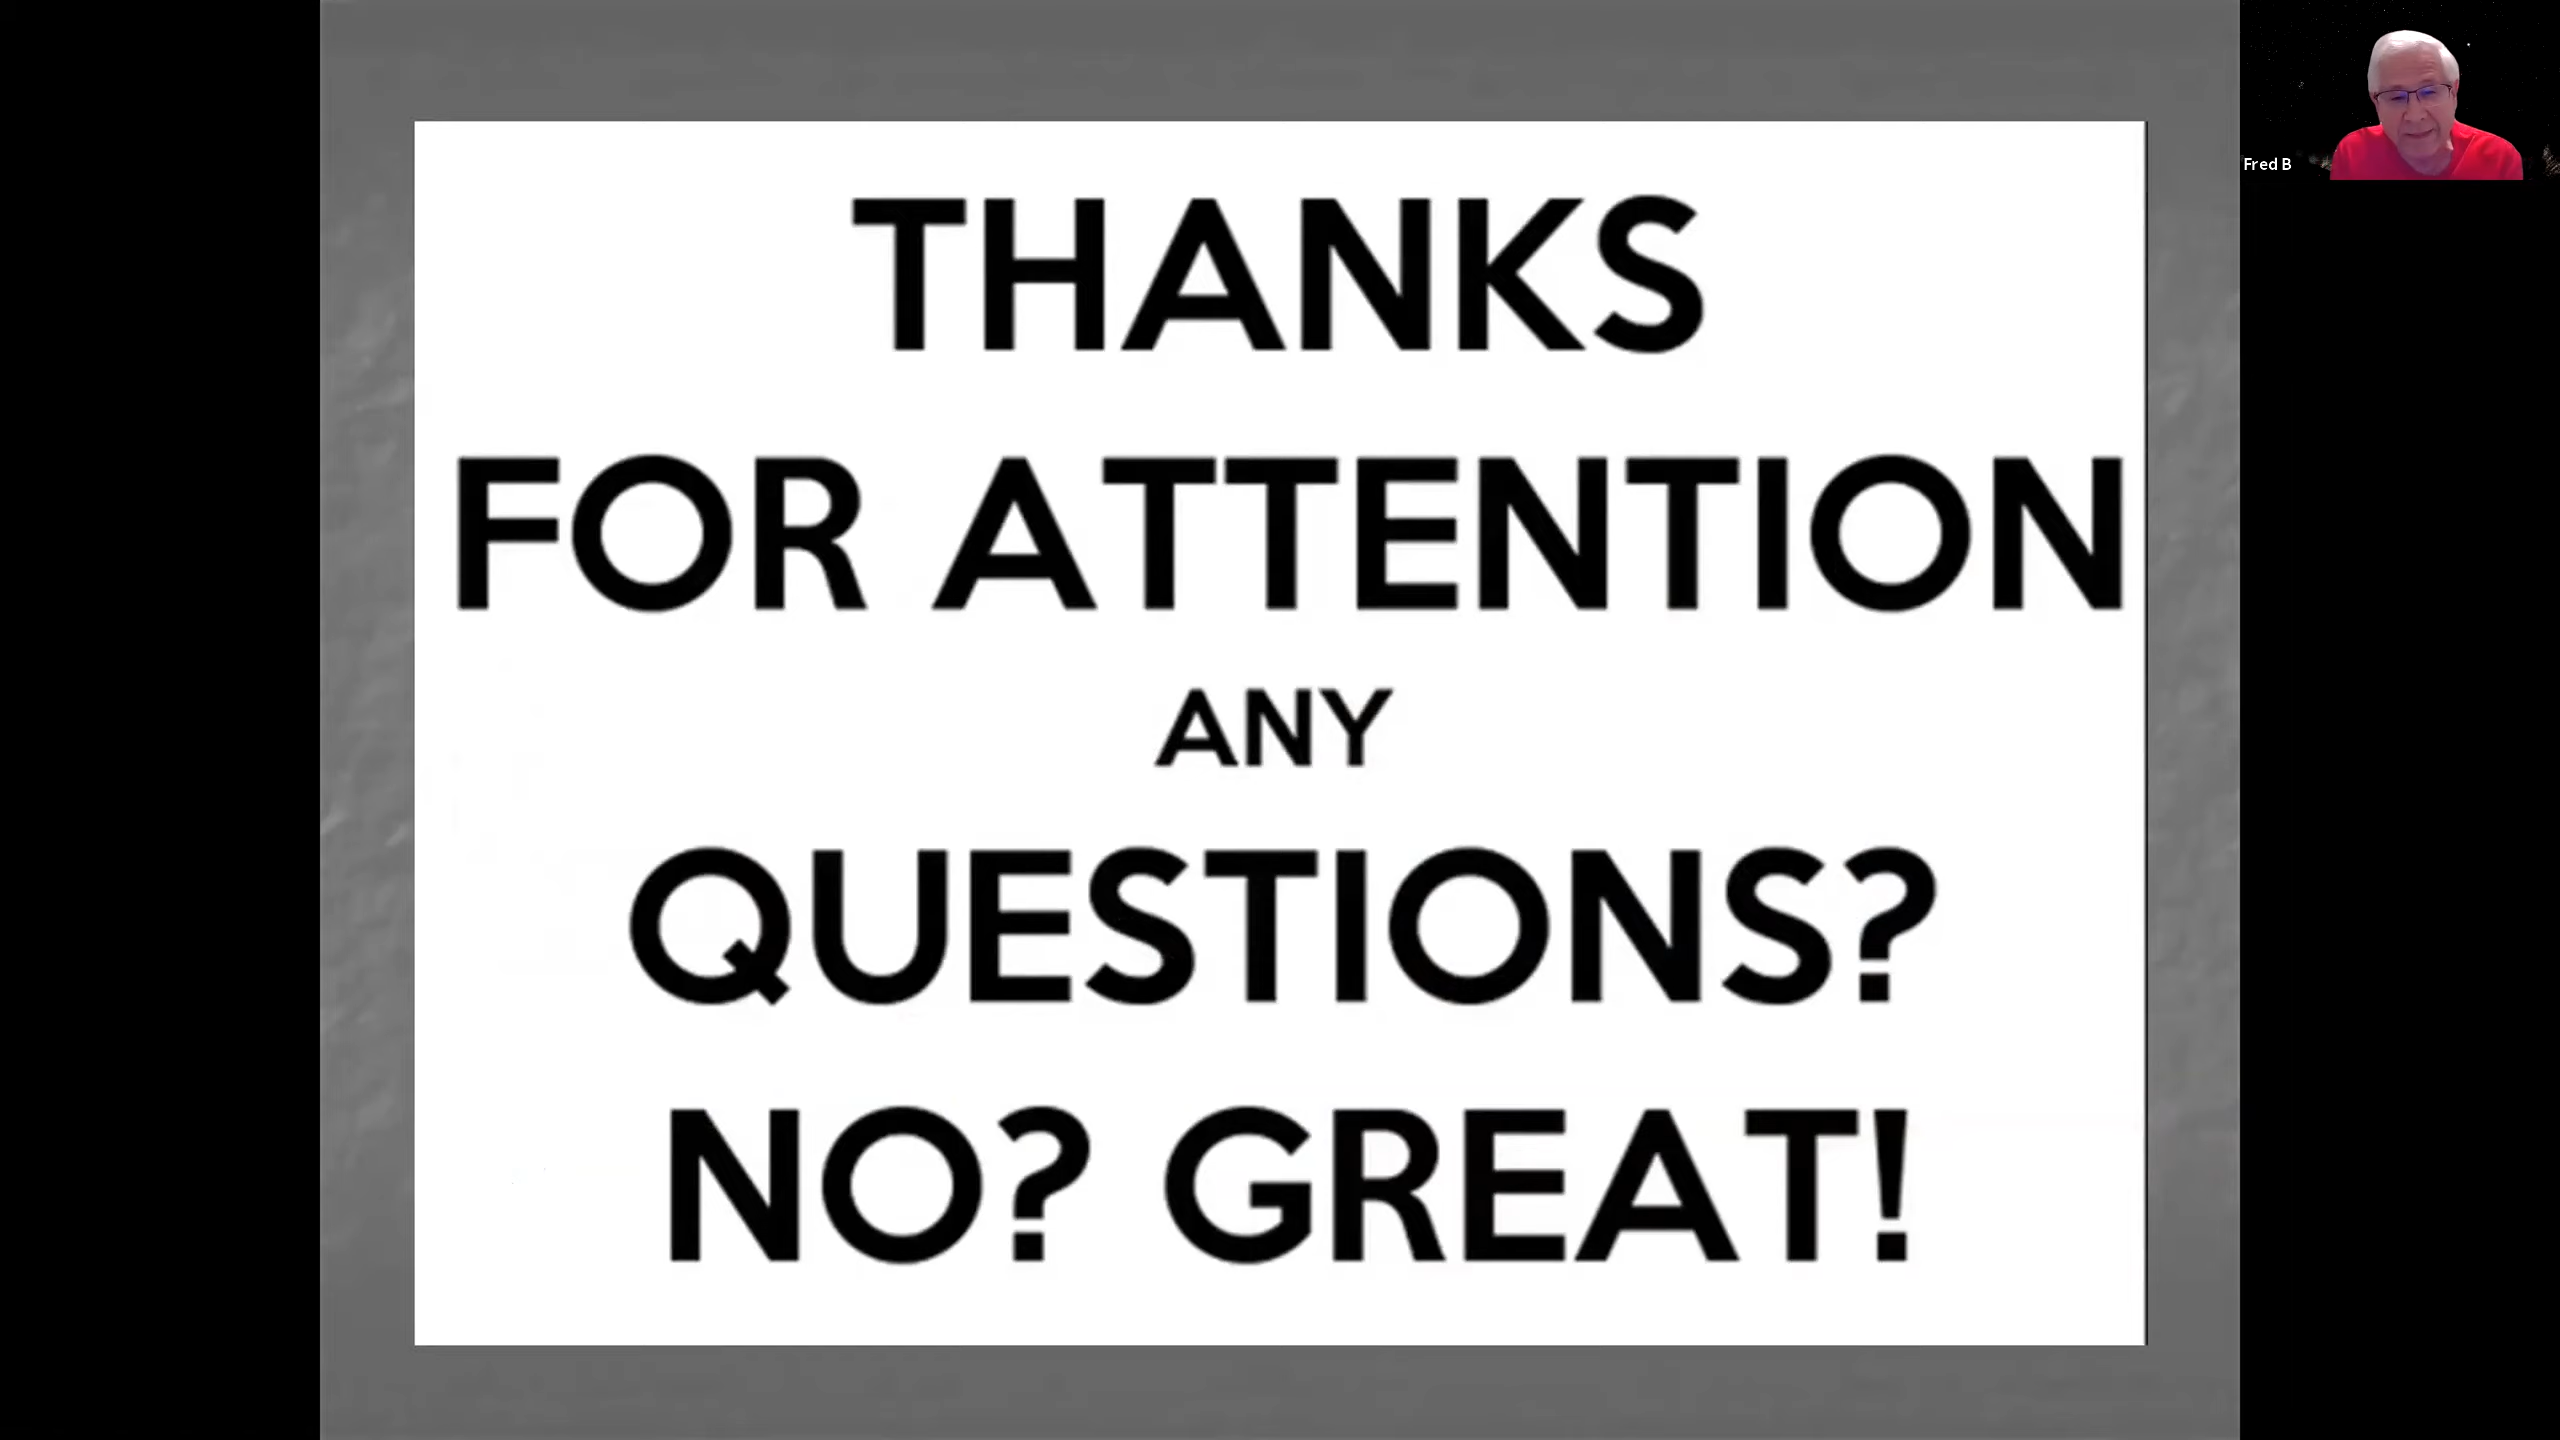 THANKS
FOR ATTENTION
ANY
QUESTIONS?
NO? GREAT!
Fred B